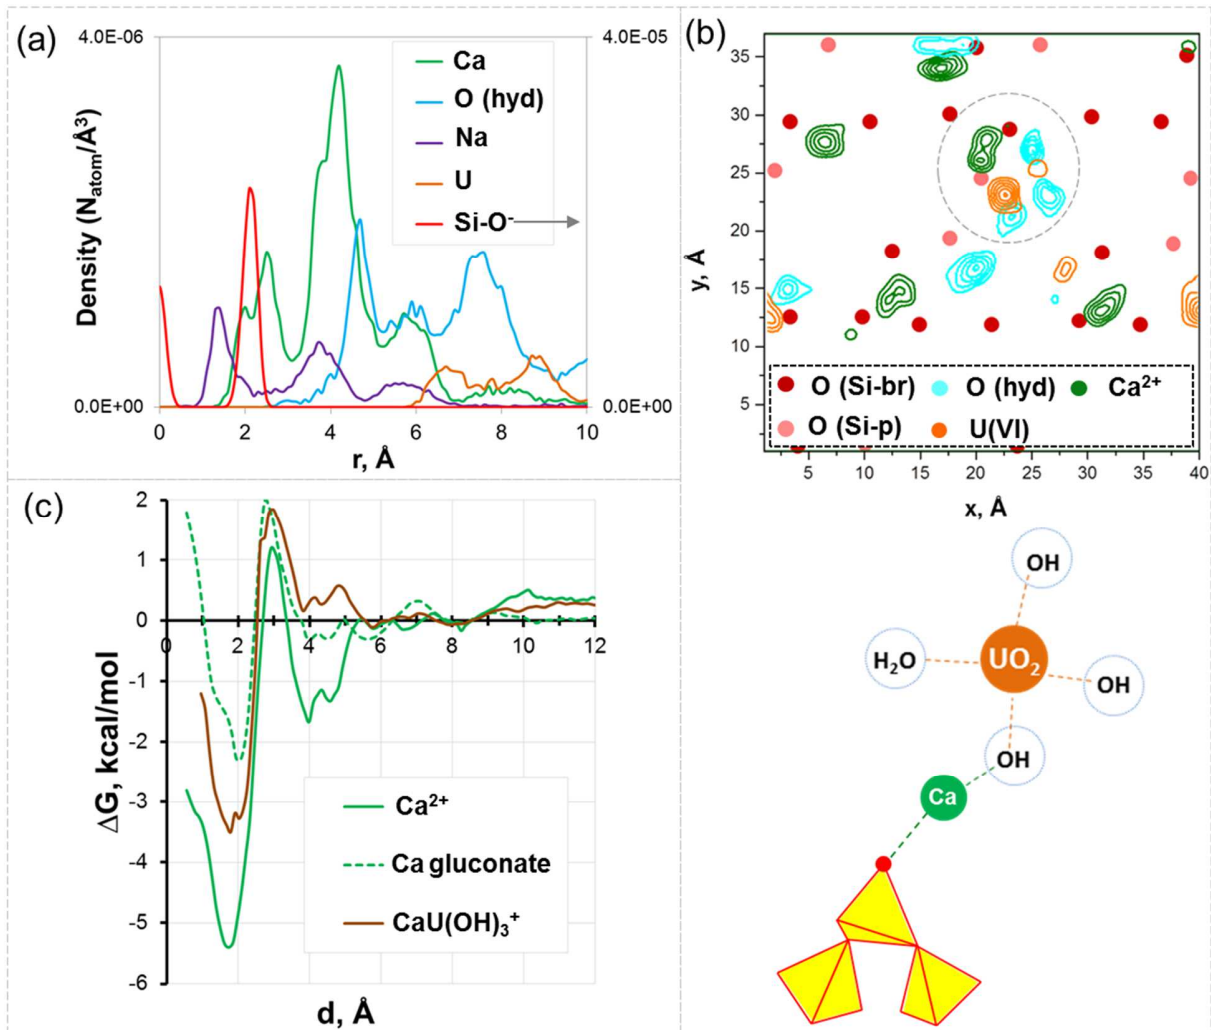 (a)
4.0E-06
4.0E-05
Ca
O (hyd)
Na
U
Si-O⁻
Density (N_atom/Å³)
0.0E+00
0.0E+00
0 2 4 6 8 10
r, Å
(b)
35
30
25
20
15
10
5
y, Å
O (Si-br) O (hyd) Ca²⁺
O (Si-p) U(VI)
5 10 15 20 25 30 35 40
x, Å
(c)
2
1
0
-1
-2
-3
-4
-5
-6
0 2 4 6 8 10 12
ΔG, kcal/mol
Ca²⁺
Ca gluconate
CaU(OH)₃⁺
d, Å
OH
H₂O
UO₂
OH
OH
Ca